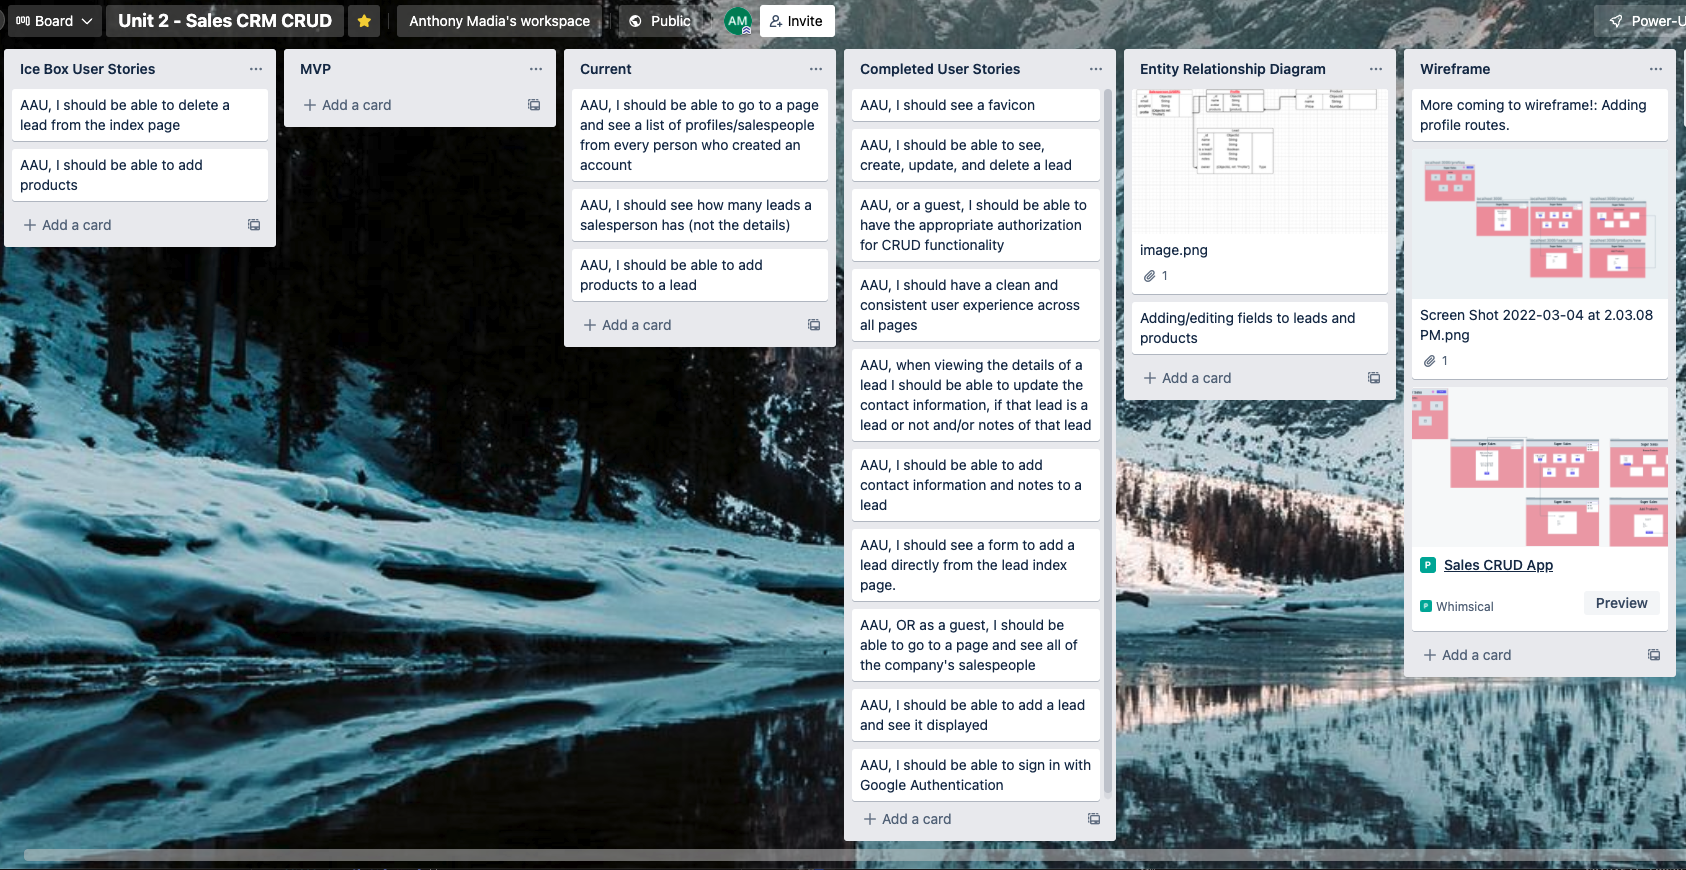 Board
Unit 2 - Sales CRM CRUD
Anthony Madia's workspace
Public
AM
Invite
Ice Box User Stories
AAU, I should be able to delete a
lead from the index page
AAU, I should be able to add
products
Add a card
MVP
Add a card
Current
AAU, I should be able to go to a page
and see a list of profiles/salespeople
from every person who created an
account
AAU, I should see how many leads a
salesperson has (not the details)
AAU, I should be able to add
products to a lead
Add a card
Completed User Stories
AAU, I should see a favicon
AAU, I should be able to see,
create, update, and delete a lead
AAU, or a guest, I should be able to
have the appropriate authorization
for CRUD functionality
AAU, I should have a clean and
consistent user experience across
all pages
AAU, when viewing the details of a
lead I should be able to update the
contact information, if that lead is a
lead or not and/or notes of that lead
AAU, I should be able to add
contact information and notes to a
lead
AAU, I should see a form to add a
lead directly from the lead index
page.
AAU, OR as a guest, I should be
able to go to a page and see all of
the company's salespeople
AAU, I should be able to add a lead
and see it displayed
AAU, I should be able to sign in with
Google Authentication
Add a card
Entity Relationship Diagram
image.png
1
Adding/editing fields to leads and
products
Add a card
Wireframe
More coming to wireframe!: Adding
profile routes.
Screen Shot 2022-03-04 at 2.03.08
PM.png
1
Sales CRUD App
Whimsical
Preview
Add a card